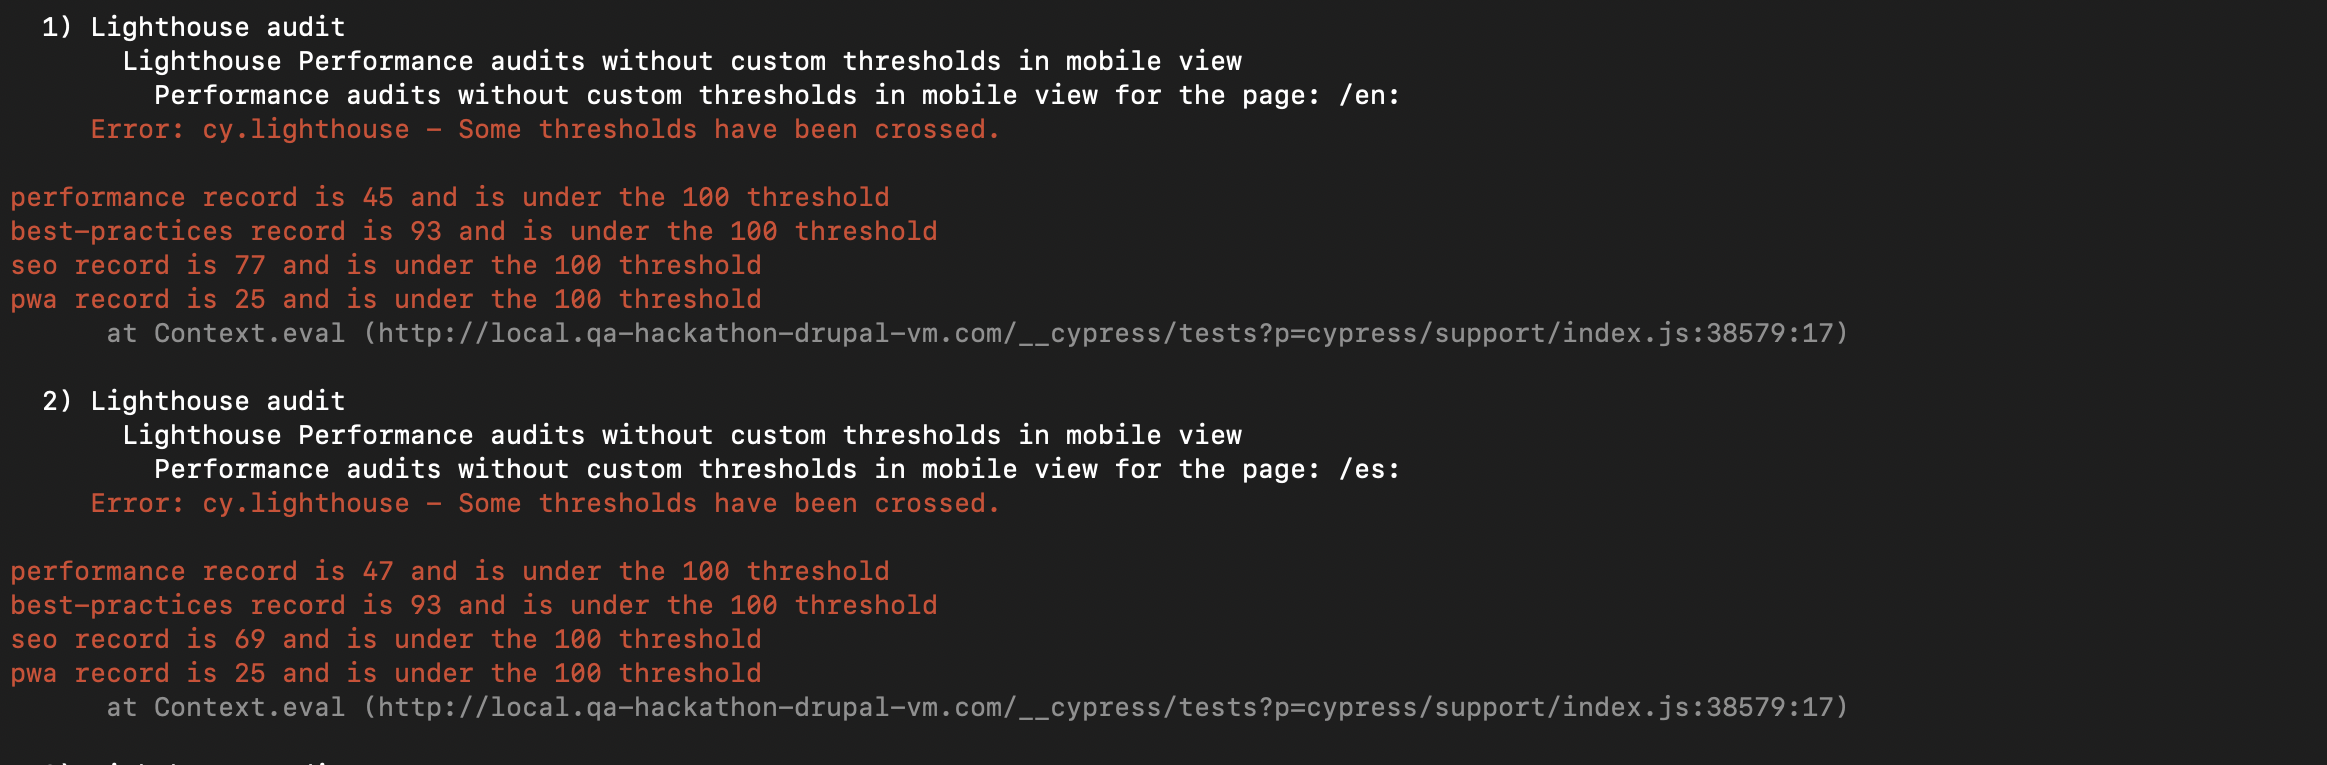 1) Lighthouse audit
Lighthouse Performance audits without custom thresholds in mobile view
Performance audits without custom thresholds in mobile view for the page: /en:
Error: cy.lighthouse - Some thresholds have been crossed.
performance record is 45 and is under the 100 threshold
best-practices record is 93 and is under the 100 threshold
seo record is 77 and is under the 100 threshold
pwa record is 25 and is under the 100 threshold
at Context.eval (http://local.qa-hackathon-drupal-vm.com/__cypress/tests?p=cypress/support/index.js:38579:17)
2) Lighthouse audit
Lighthouse Performance audits without custom thresholds in mobile view
Performance audits without custom thresholds in mobile view for the page: /es:
Error: cy.lighthouse - Some thresholds have been crossed.
performance record is 47 and is under the 100 threshold
best-practices record is 93 and is under the 100 threshold
seo record is 69 and is under the 100 threshold
pwa record is 25 and is under the 100 threshold
at Context.eval (http://local.qa-hackathon-drupal-vm.com/__cypress/tests?p=cypress/support/index.js:38579:17)